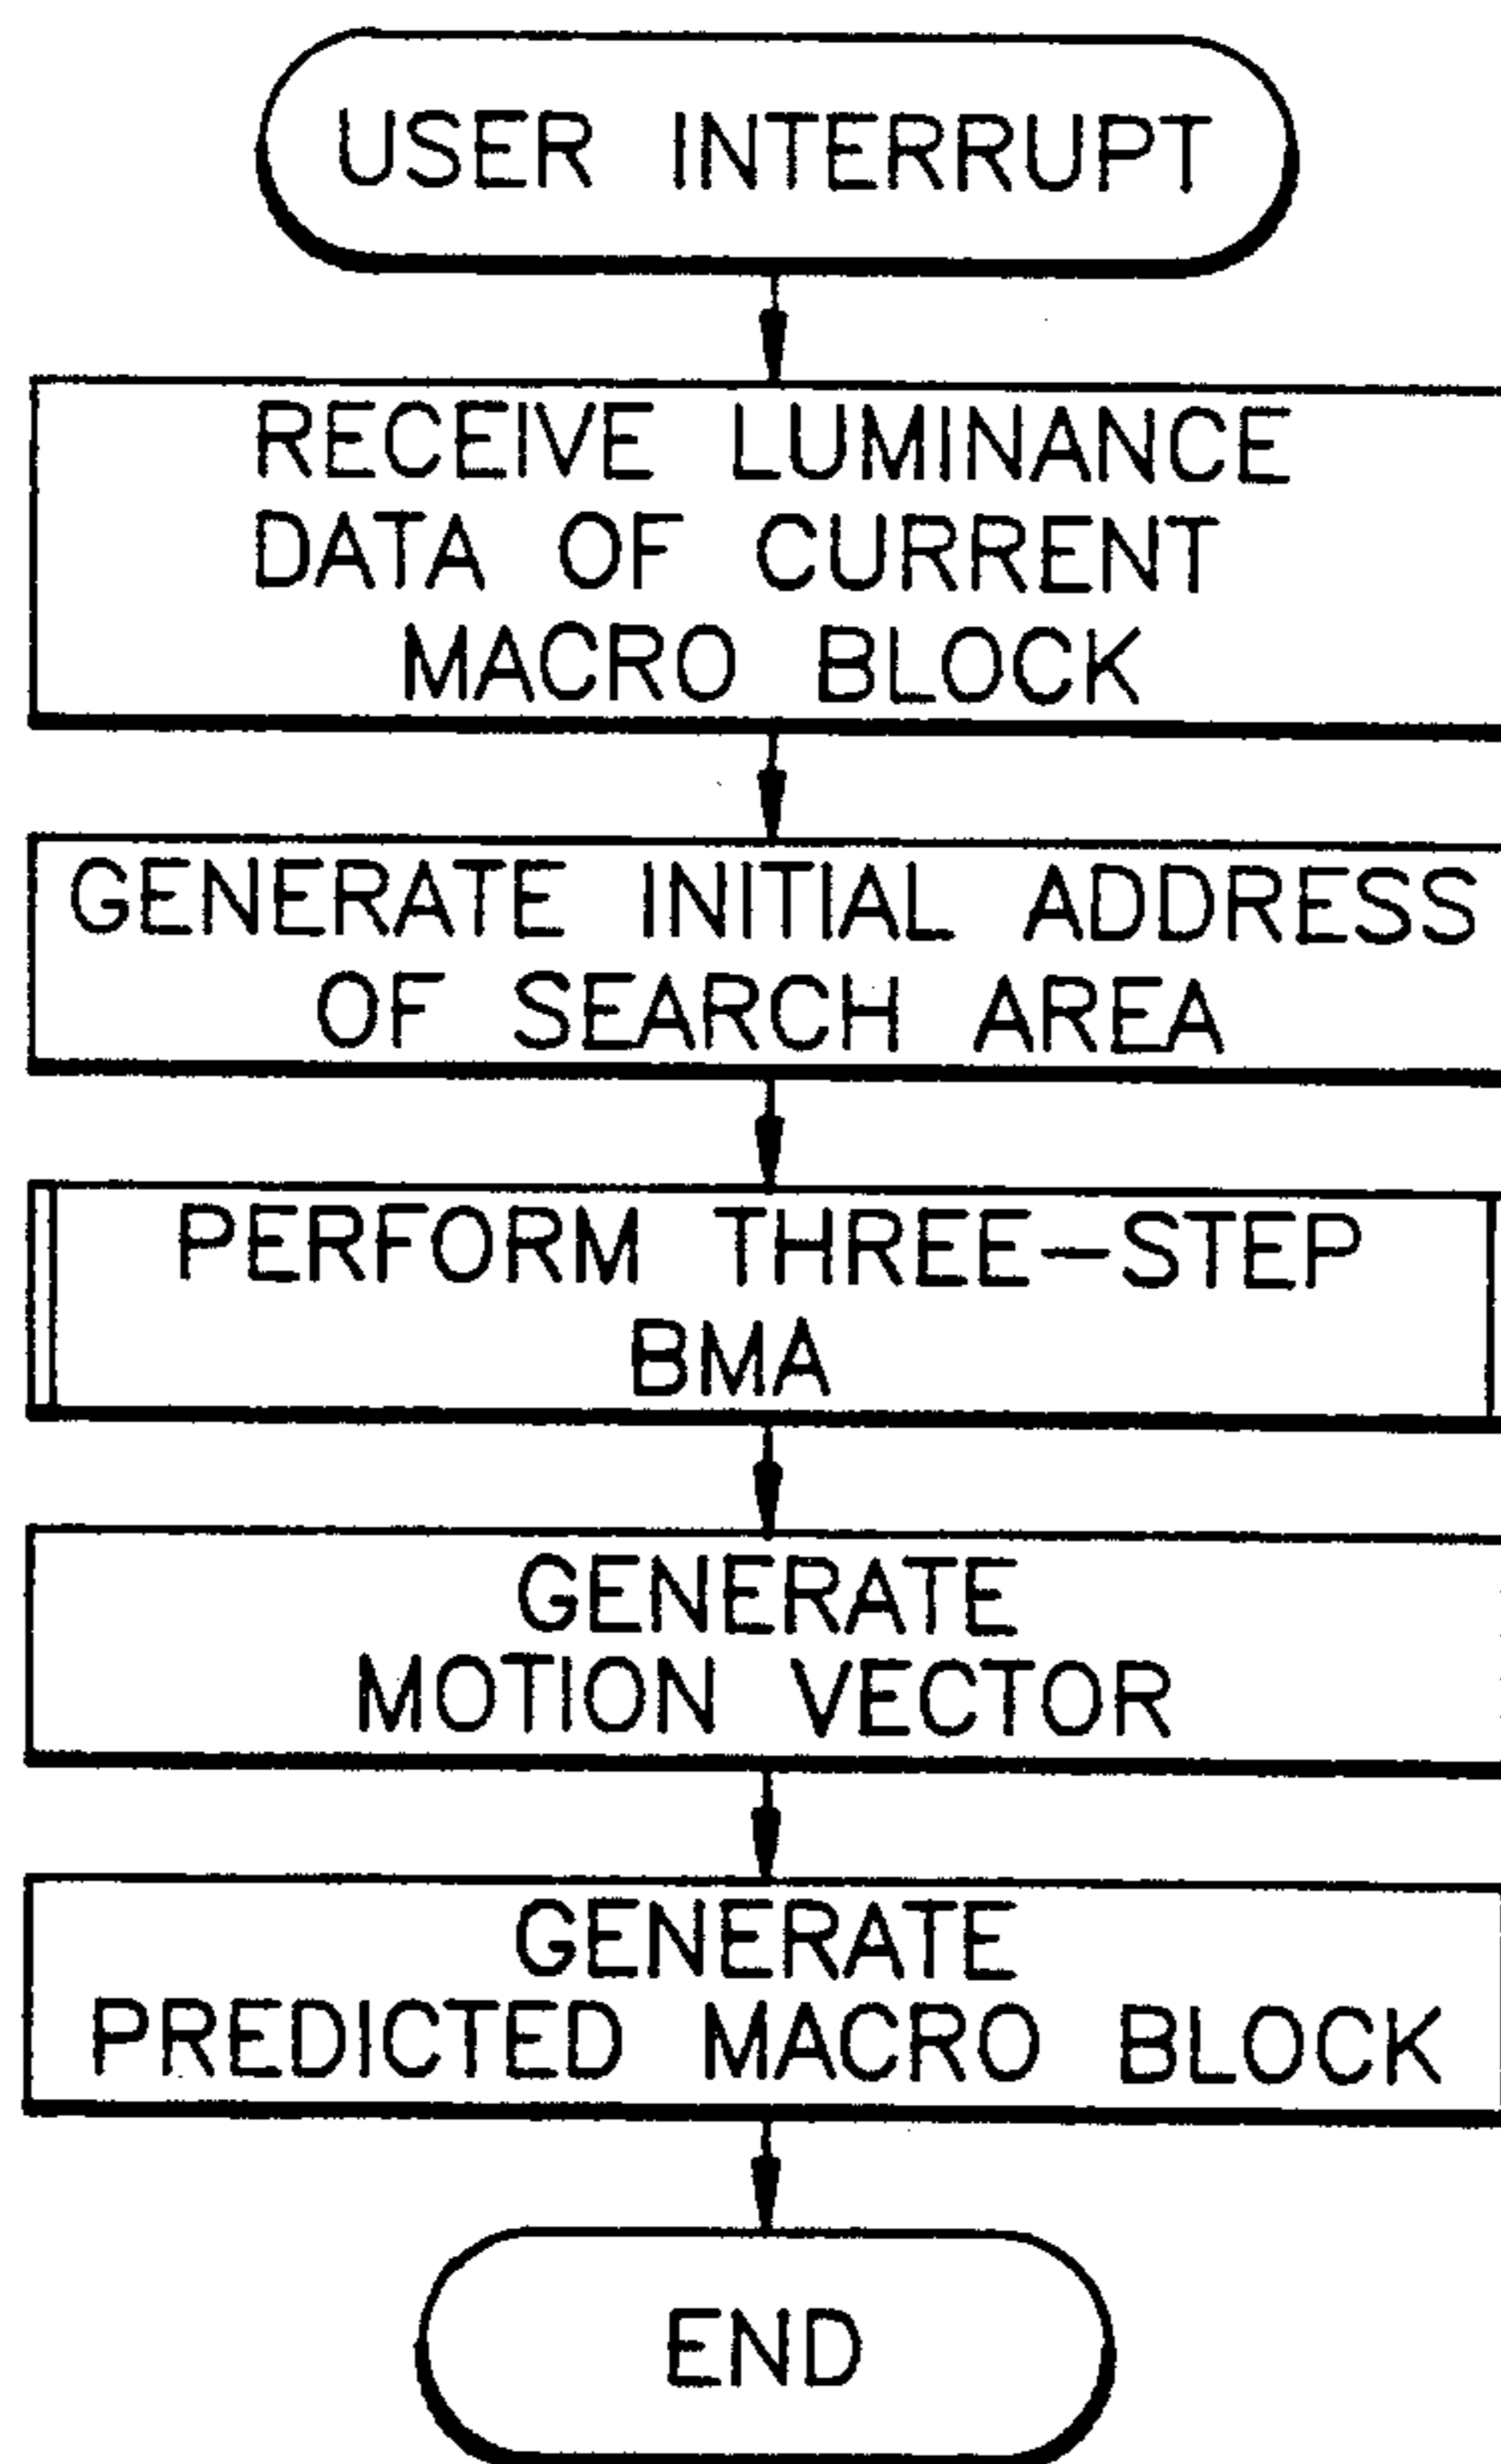 USER INTERRUPT
RECEIVE LUMINANCE
DATA OF CURRENT
MACRO BLOCK
GENERATE INITIAL ADDRESS
OF SEARCH AREA
PERFORM THREE-STEP
BMA
GENERATE
MOTION VECTOR
GENERATE
PREDICTED MACRO BLOCK
END